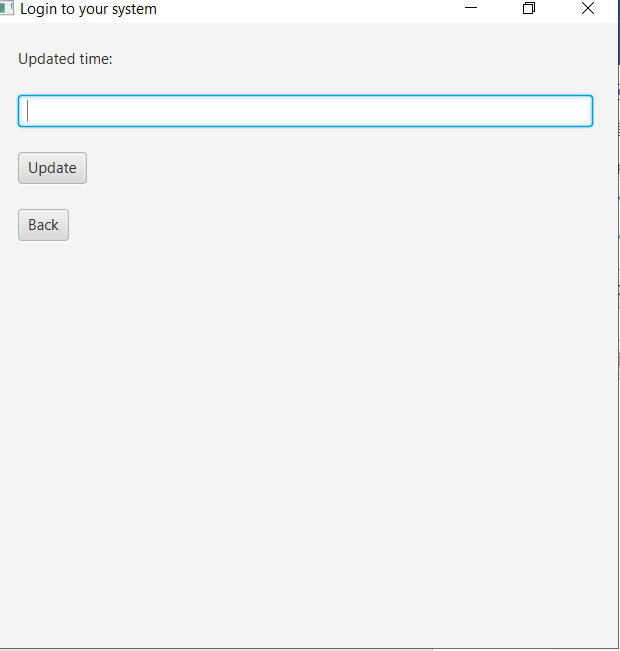 Login to your system
Updated time:
Update
Back